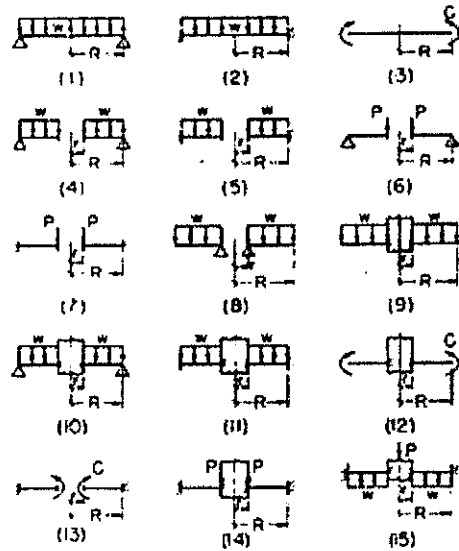 w R w R C
(1) (2) (3)
w w r R w w r R P P r R
(4) (5) (6)
P P r R w w r R w w r R
(7) (8) (9)
w w r R w w r R C r R
(10) (11) (12)
C r R P P r R P w w r R
(13) (14) (15)